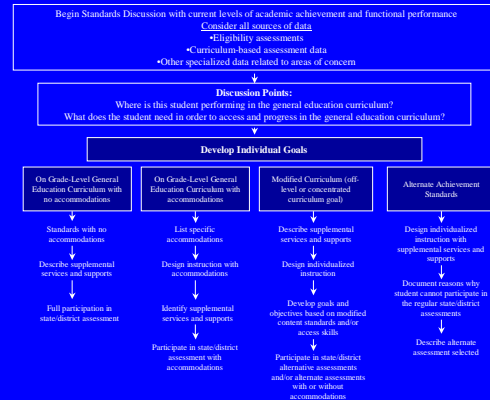 Begin Standards Discussion with current levels of academic achievement and functional performance
Consider all sources of data
•Eligibility assessments
•Curriculum-based assessment data
•Other specialized data related to areas of concern
Discussion Points:
Where is this student performing in the general education curriculum?
What does the student need in order to access and progress in the general education curriculum?
Develop Individual Goals
On Grade-Level General
Education Curriculum with
no accommodations
Standards with no
accommodations
Describe supplemental
services and supports
Full participation in
state/district assessment
On Grade-Level General
Education Curriculum with
accommodations
List specific
accommodations
Design instruction with
accommodations
Identify supplemental
services and supports
Participate in state/district
assessment with
accommodations
Modified Curriculum (off-
level or concentrated
curriculum goal)
Describe supplemental
services and supports
Design individualized
instruction
Develop goals and
objectives based on modified
content standards and/or
access skills
Participate in state/district
alternative assessments
and/or alternate assessments
with or without
accommodations
Alternate Achievement
Standards
Design individualized
instruction with
supplemental services and
supports
Document reasons why
student cannot participate in
the regular state/district
assessments
Describe alternate
assessment selected